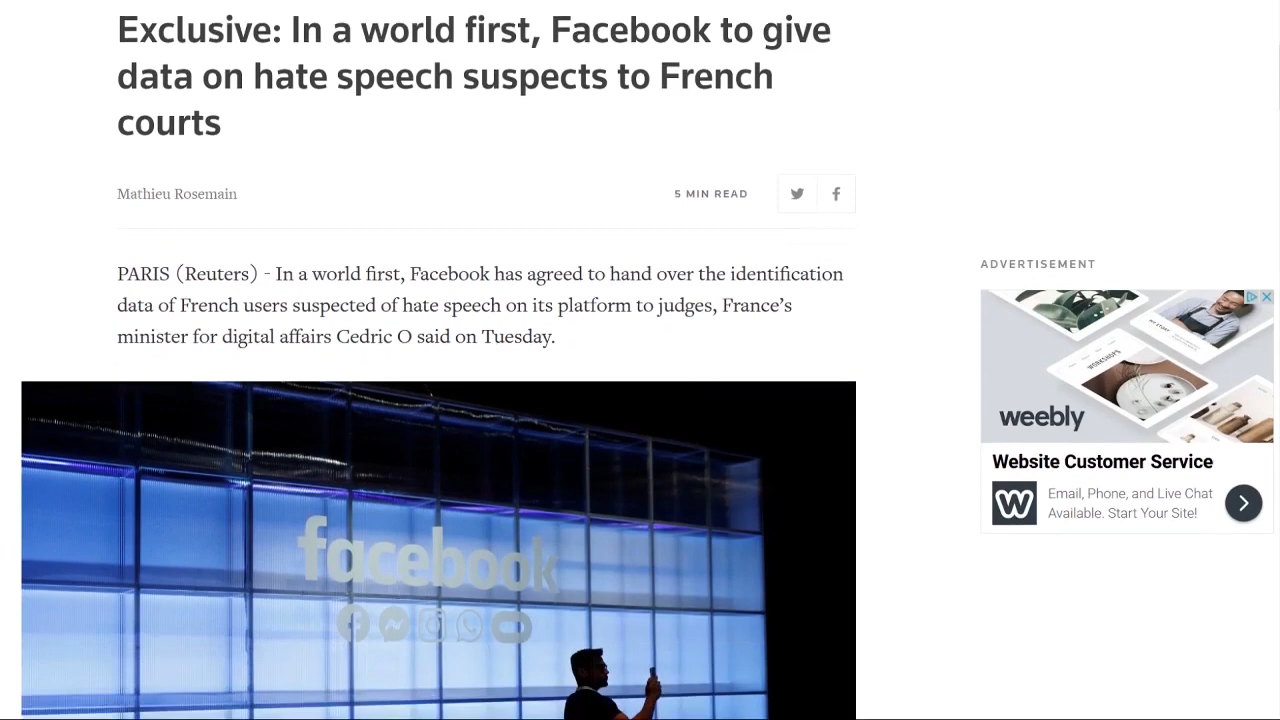 Exclusive: In a world first, Facebook to give
data on hate speech suspects to French
courts
Mathieu Rosemain
5 MIN READ
PARIS (Reuters) - In a world first, Facebook has agreed to hand over the identification
data of French users suspected of hate speech on its platform to judges, France's
minister for digital affairs Cedric O said on Tuesday.
facebook
ADVERTISEMENT
WORKSHOPS
weebly
Website Customer Service
Email, Phone, and Live Chat
Available. Start Your Site!